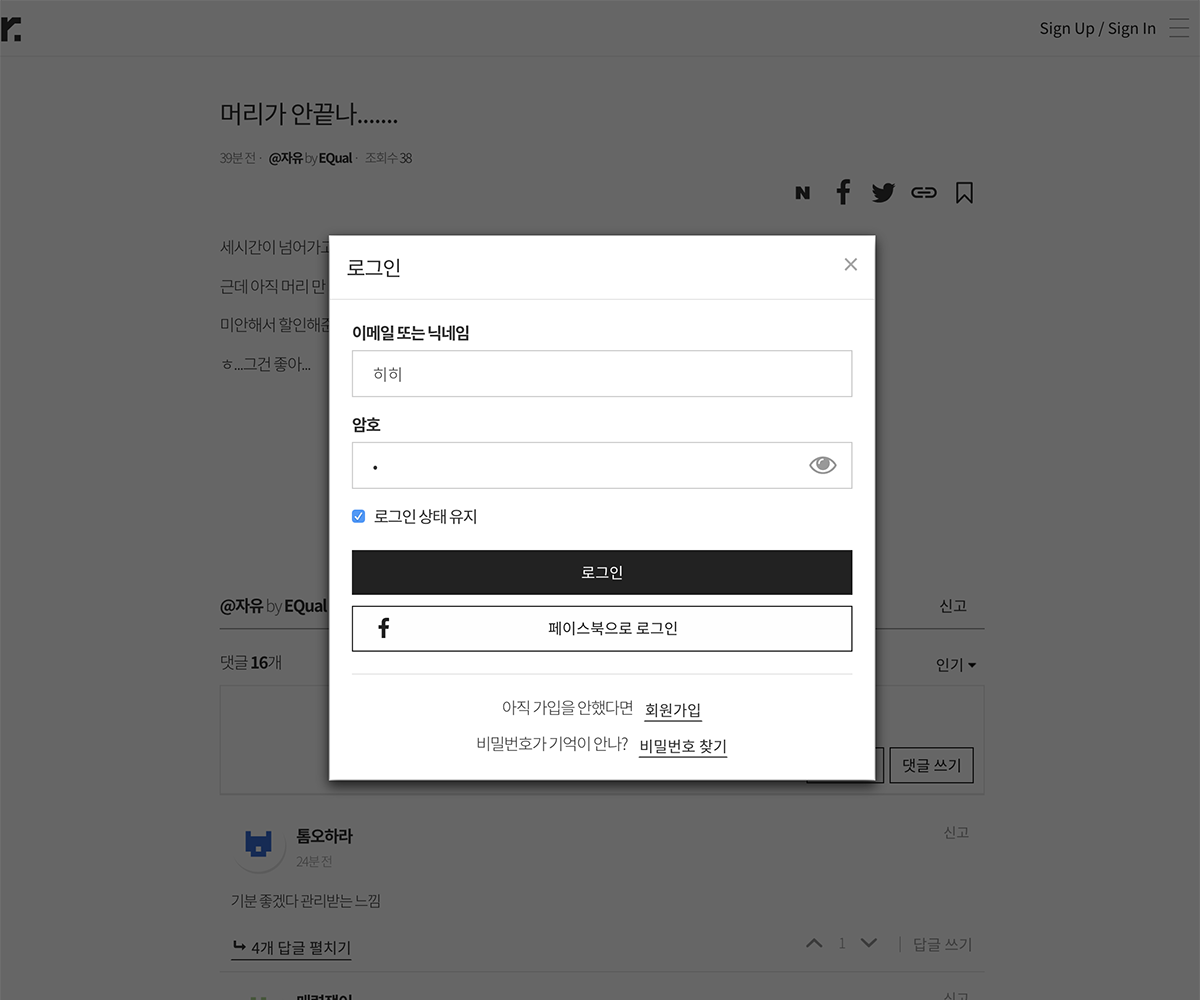 r.
Sign Up / Sign In
머리가 안끝나.......
39분 전 · @자유 by EQual · 조회수 38
N
세시간이 넘어가고
근데 아직 머리 만
미안해서 할인해준
ㅎ...그건 좋아...
로그인
이메일 또는 닉네임
히히
암호
로그인 상태 유지
로그인
페이스북으로 로그인
아직 가입을 안했다면 회원가입
비밀번호가 기억이 안나? 비밀번호 찾기
@자유 by EQual
신고
댓글 16개
인기
댓글 쓰기
톰오하라
신고
24분 전
기분 좋겠다 관리받는 느낌
4개 답글 펼치기
1
답글 쓰기
신고